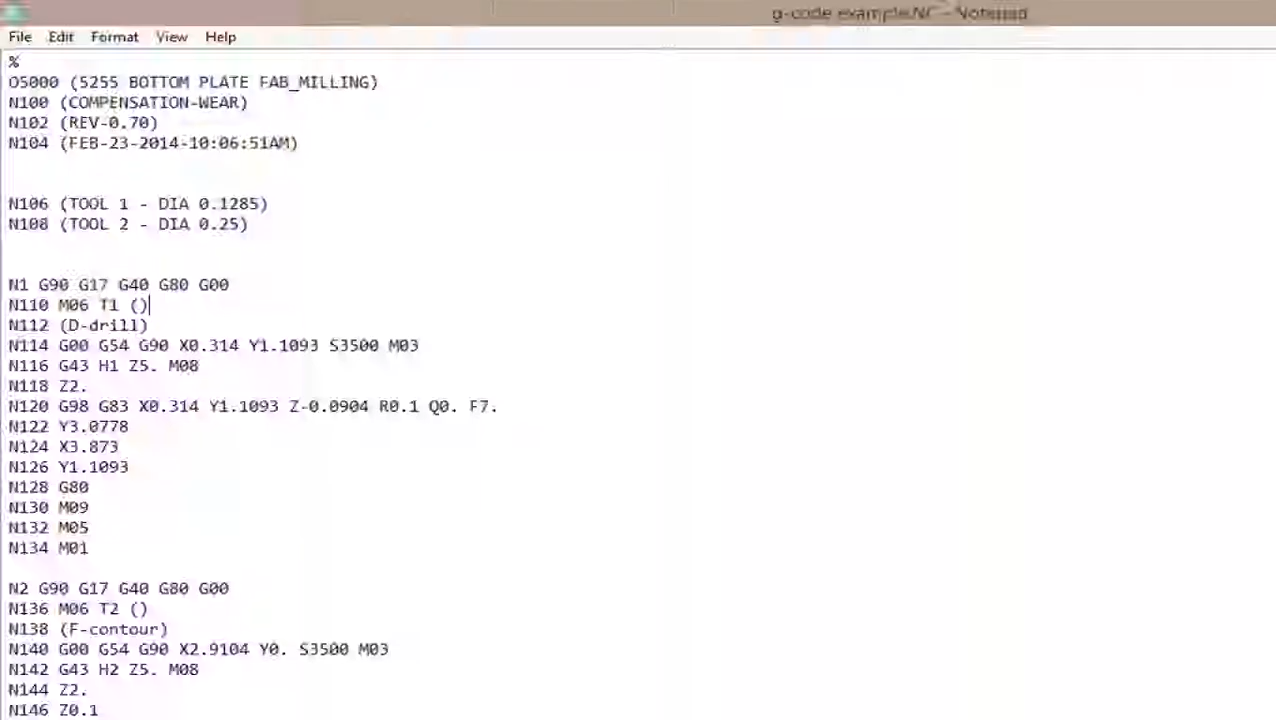 g-code example.NC - Notepad
File Edit Format View Help
%
O5000 (5255 BOTTOM PLATE FAB_MILLING)
N100 (COMPENSATION-WEAR)
N102 (REV-0.70)
N104 (FEB-23-2014-10:06:51AM)
N106 (TOOL 1 - DIA 0.1285)
N108 (TOOL 2 - DIA 0.25)
N1 G90 G17 G40 G80 G00
N110 M06 T1 ()
N112 (D-drill)
N114 G00 G54 G90 X0.314 Y1.1093 S3500 M03
N116 G43 H1 Z5. M08
N118 Z2.
N120 G98 G83 X0.314 Y1.1093 Z-0.0904 R0.1 Q0. F7.
N122 Y3.0778
N124 X3.873
N126 Y1.1093
N128 G80
N130 M09
N132 M05
N134 M01
N2 G90 G17 G40 G80 G00
N136 M06 T2 ()
N138 (F-contour)
N140 G00 G54 G90 X2.9104 Y0. S3500 M03
N142 G43 H2 Z5. M08
N144 Z2.
N146 Z0.1